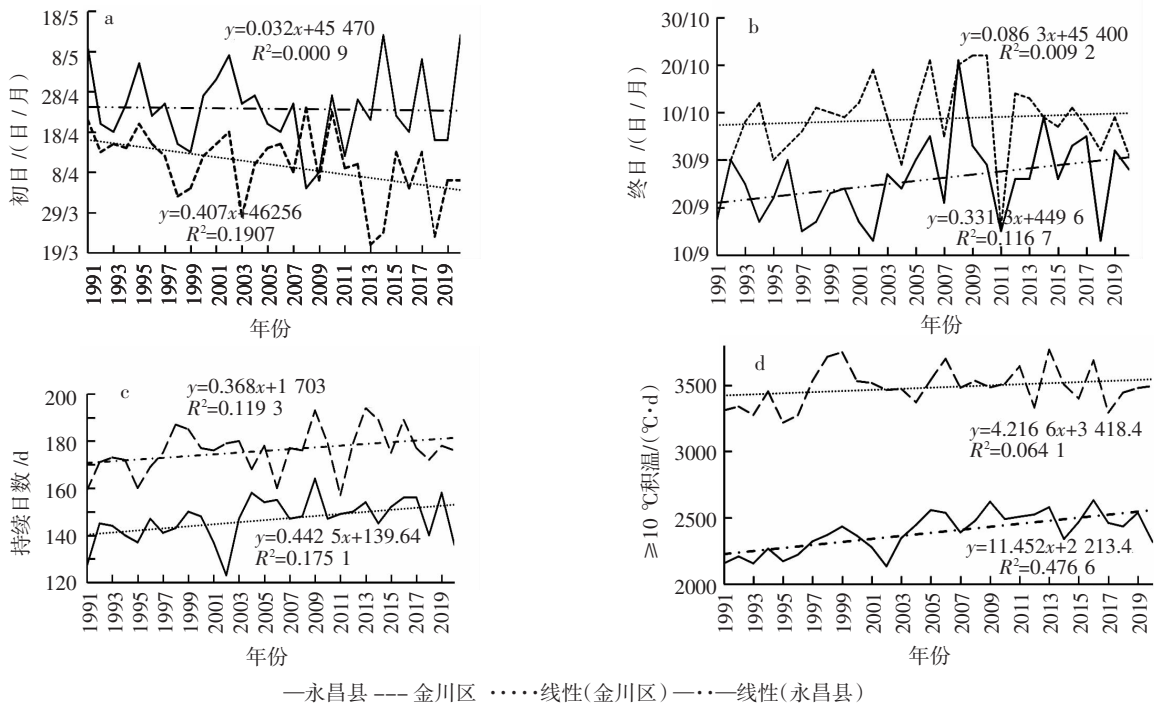 a
18/5
8/5
28/4
18/4
8/4
29/3
19/3
初日/(日/月)
y=0.032x+45 470
R²=0.000 9
y=0.407x+46256
R²=0.1907
1991
1993
1995
1997
1999
2001
2003
2005
2007
2009
2011
2013
2015
2017
2019
年份
b
30/10
20/10
10/10
30/9
20/9
10/9
终日/(日/月)
y=0.086 3x+45 400
R²=0.009 2
y=0.331 3x+449 6
R²=0.116 7
1991
1993
1995
1997
1999
2001
2003
2005
2007
2009
2011
2013
2015
2017
2019
年份
c
200
180
160
140
120
持续日数/d
y=0.368x+1 703
R²=0.119 3
y=0.442 5x+139.64
R²=0.175 1
1991
1993
1995
1997
1999
2001
2003
2005
2007
2009
2011
2013
2015
2017
2019
年份
d
3500
3000
2500
2000
≥10 ℃积温/(℃·d)
y=4.216 6x+3 418.4
R²=0.064 1
y=11.452x+2 213.4
R²=0.476 6
1991
1993
1995
1997
1999
2001
2003
2005
2007
2009
2011
2013
2015
2017
2019
年份
—永昌县 --- 金川区 ·····线性(金川区) —··—线性(永昌县)